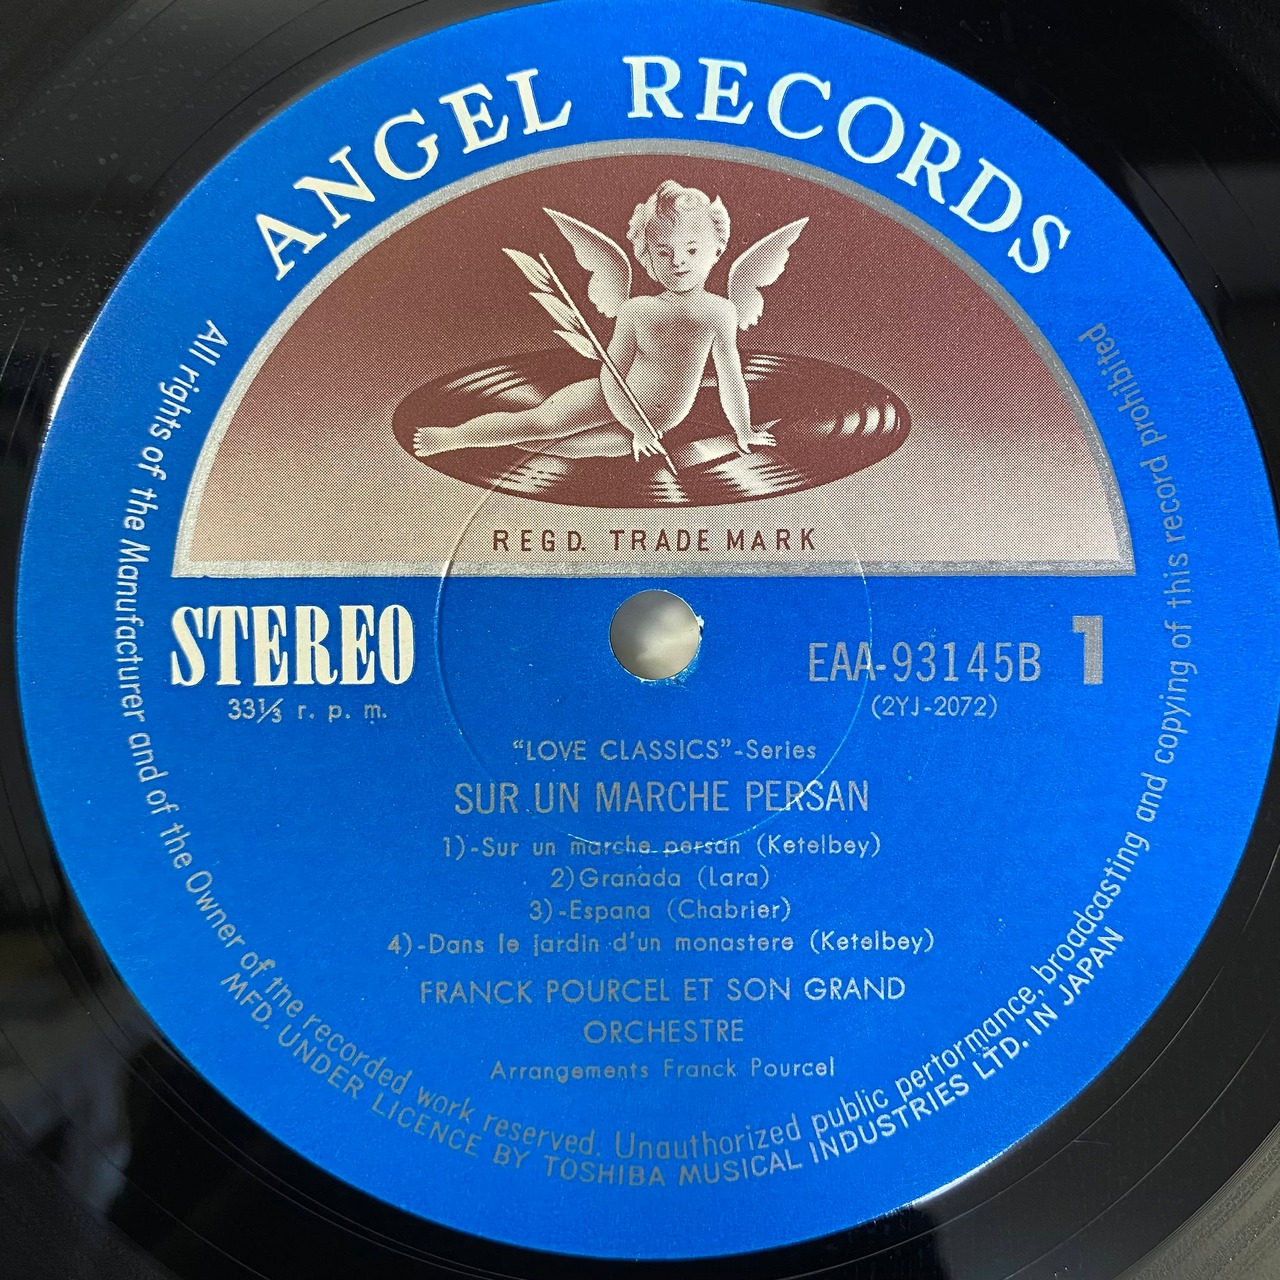 ANGEL RECORDS
REGD. TRADE MARK
STEREO
33⅓ r. p. m.
EAA-93145B 1
(2YJ-2072)
"LOVE CLASSICS"-Series
SUR UN MARCHE PERSAN
1)-Sur un marche persan (Ketelbey)
2)Granada (Lara)
3)-Espana (Chabrier)
4)-Dans le jardin d'un monastere (Ketelbey)
FRANCK POURCEL ET SON GRAND
ORCHESTRE
Arrangements Franck Pourcel
All rights of the Manufacturer and of the Owner of the recorded work reserved. Unauthorized public performance, broadcasting and copying of this record prohibited
MFD. UNDER LICENCE BY TOSHIBA MUSICAL INDUSTRIES LTD. IN JAPAN